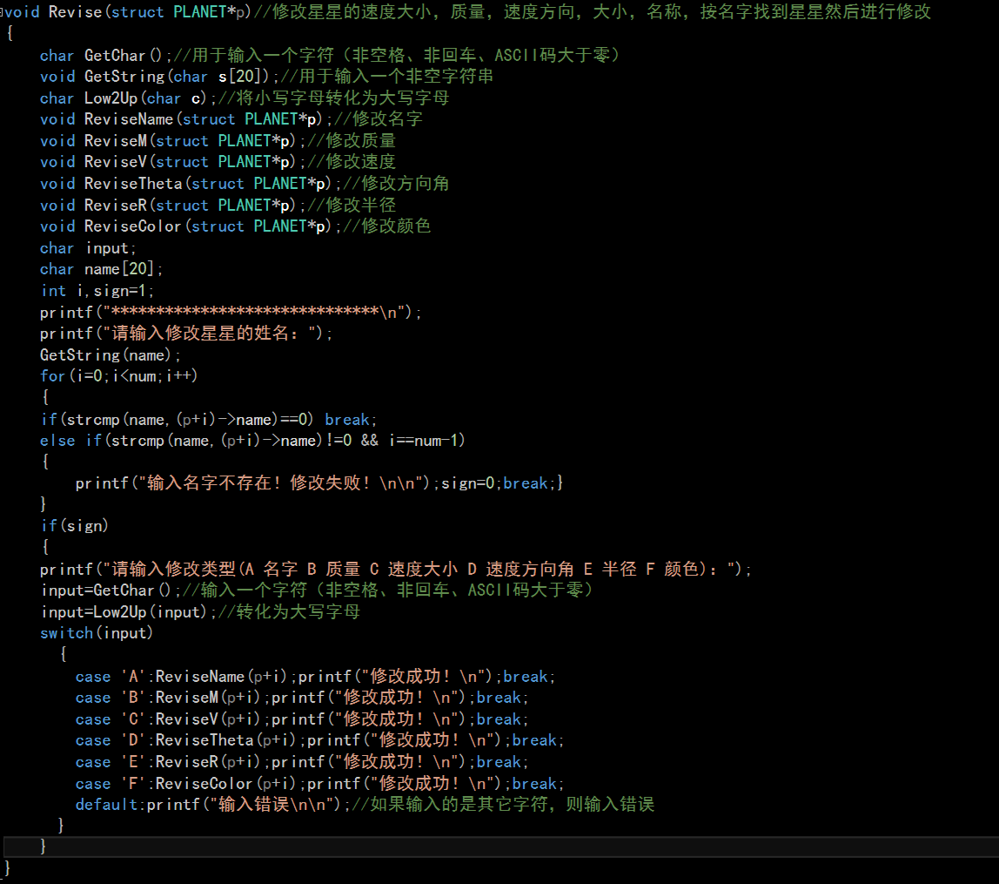 void Revise(struct PLANET*p)//修改星星的速度大小，质量，速度方向，大小，名称，按名字找到星星然后进行修改
{
    char GetChar();//用于输入一个字符（非空格、非回车、ASCII码大于零）
    void GetString(char s[20]);//用于输入一个非空字符串
    char Low2Up(char c);//将小写字母转化为大写字母
    void ReviseName(struct PLANET*p);//修改名字
    void ReviseM(struct PLANET*p);//修改质量
    void ReviseV(struct PLANET*p);//修改速度
    void ReviseTheta(struct PLANET*p);//修改方向角
    void ReviseR(struct PLANET*p);//修改半径
    void ReviseColor(struct PLANET*p);//修改颜色
    char input;
    char name[20];
    int i,sign=1;
    printf("******************************\n");
    printf("请输入修改星星的姓名：");
    GetString(name);
    for(i=0;i<num;i++)
    {
    if(strcmp(name,(p+i)->name)==0) break;
    else if(strcmp(name,(p+i)->name)!=0 && i==num-1)
    {
        printf("输入名字不存在！修改失败！\n\n");sign=0;break;}
    }
    if(sign)
    {
    printf("请输入修改类型(A 名字 B 质量 C 速度大小 D 速度方向角 E 半径 F 颜色)：");
    input=GetChar();//输入一个字符（非空格、非回车、ASCII码大于零）
    input=Low2Up(input);//转化为大写字母
    switch(input)
      {
        case 'A':ReviseName(p+i);printf("修改成功！\n");break;
        case 'B':ReviseM(p+i);printf("修改成功！\n");break;
        case 'C':ReviseV(p+i);printf("修改成功！\n");break;
        case 'D':ReviseTheta(p+i);printf("修改成功！\n");break;
        case 'E':ReviseR(p+i);printf("修改成功！\n");break;
        case 'F':ReviseColor(p+i);printf("修改成功！\n");break;
        default:printf("输入错误\n\n");//如果输入的是其它字符，则输入错误
      }
    }
}